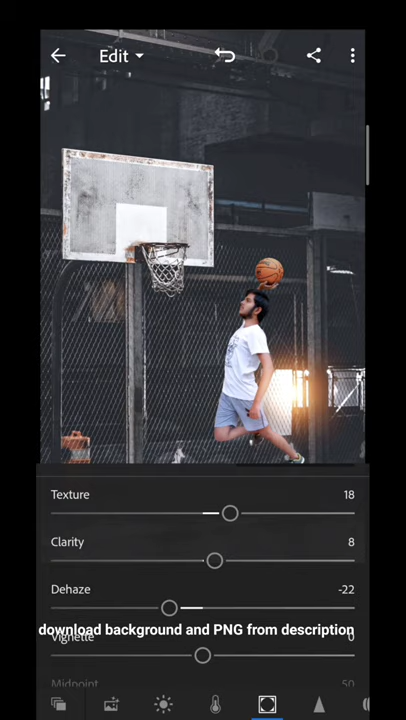 Edit
Texture 18
Clarity 8
Dehaze -22
download background and PNG from description
Vignette 0
Midpoint 50